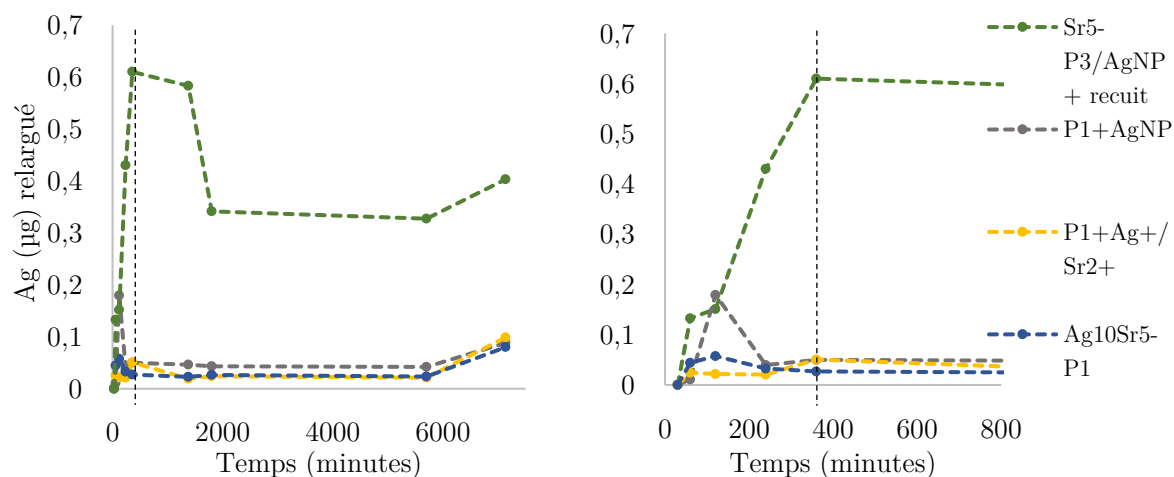 Ag (µg) relargué
0,7
0,6
0,5
0,4
0,3
0,2
0,1
0
0 2000 4000 6000
Temps (minutes)
0,7
0,6
0,5
0,4
0,3
0,2
0,1
0
0 200 400 600 800
Temps (minutes)
Sr5-
P3/AgNP
+ recuit
P1+AgNP
P1+Ag+/
Sr2+
Ag10Sr5-
P1